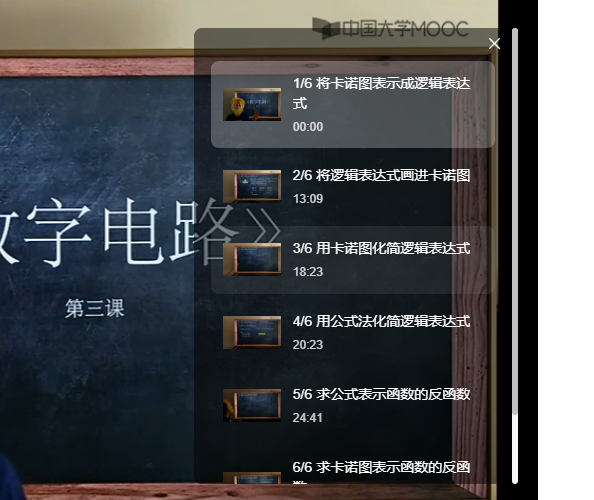 中国大学MOOC
1/6 将卡诺图表示成逻辑表达
式
00:00
2/6 将逻辑表达式画进卡诺图
13:09
3/6 用卡诺图化简逻辑表达式
18:23
4/6 用公式法化简逻辑表达式
20:23
5/6 求公式表示函数的反函数
24:41
6/6 求卡诺图表示函数的反函
字电路》
第三课